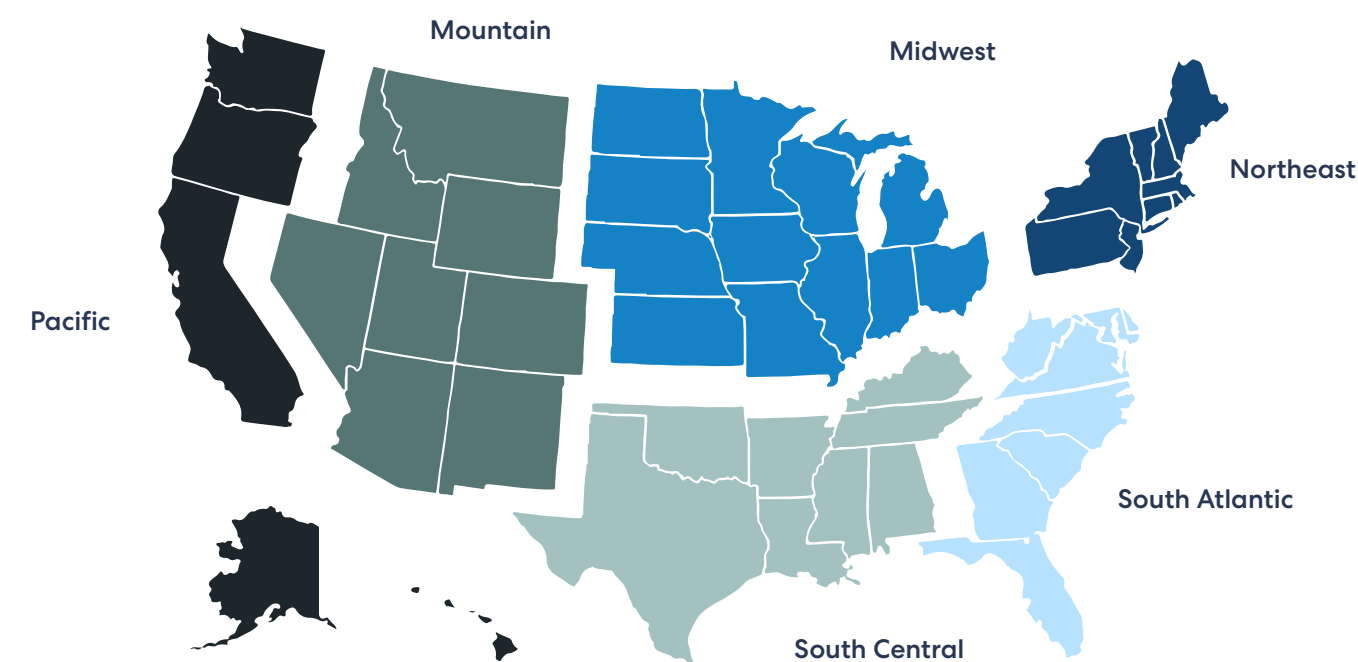 Mountain
Midwest
Northeast
Pacific
South Atlantic
South Central